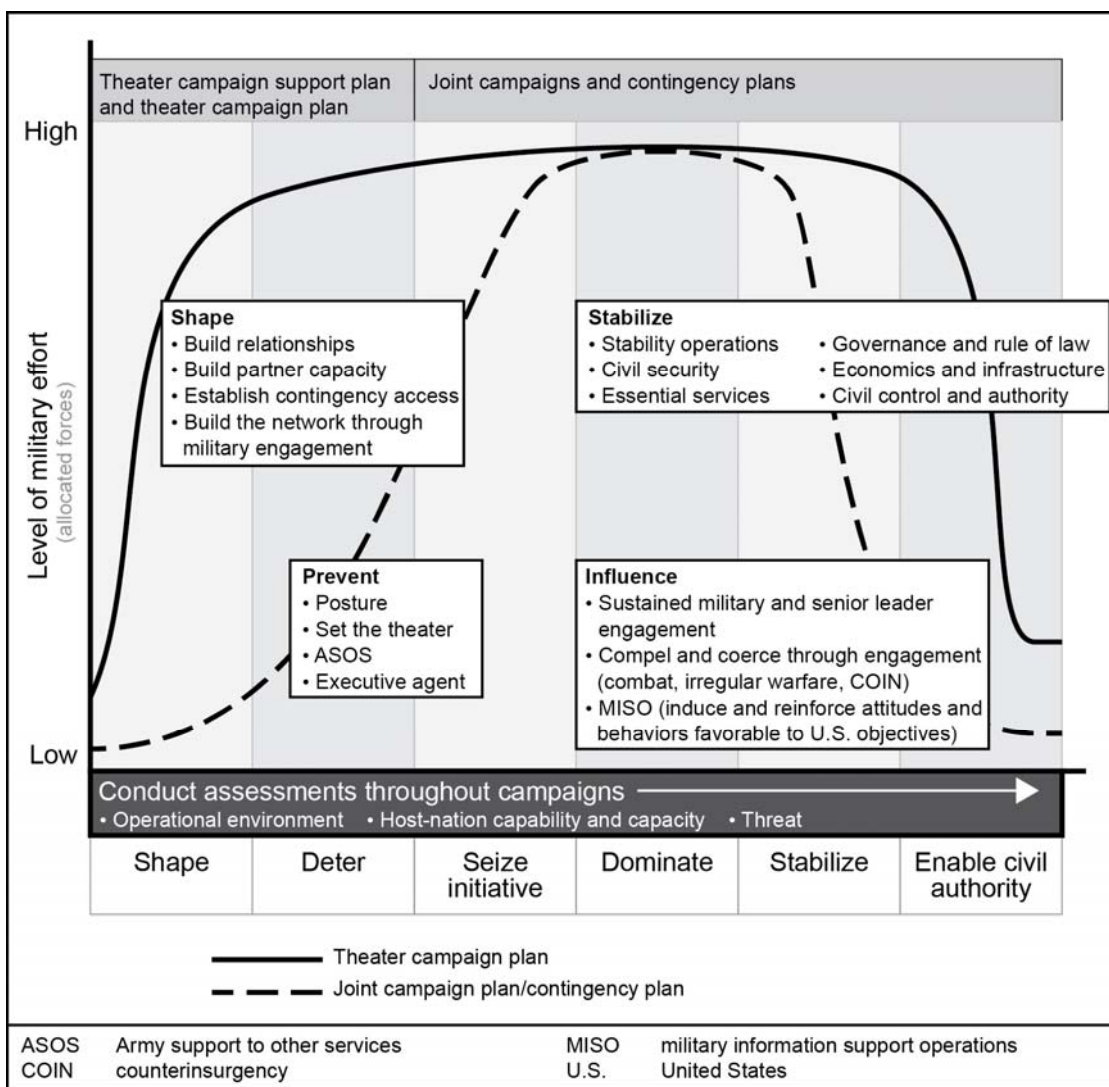 Theater campaign support plan
and theater campaign plan
Joint campaigns and contingency plans
High
Level of military effort
(allocated forces)
Low
Shape
• Build relationships
• Build partner capacity
• Establish contingency access
• Build the network through
military engagement
Stabilize
• Stability operations
• Civil security
• Essential services
• Governance and rule of law
• Economics and infrastructure
• Civil control and authority
Prevent
• Posture
• Set the theater
• ASOS
• Executive agent
Influence
• Sustained military and senior leader
engagement
• Compel and coerce through engagement
(combat, irregular warfare, COIN)
• MISO (induce and reinforce attitudes and
behaviors favorable to U.S. objectives)
Conduct assessments throughout campaigns
• Operational environment • Host-nation capability and capacity • Threat
Shape
Deter
Seize
initiative
Dominate
Stabilize
Enable civil
authority
Theater campaign plan
Joint campaign plan/contingency plan
ASOS Army support to other services
COIN counterinsurgency
MISO military information support operations
U.S. United States